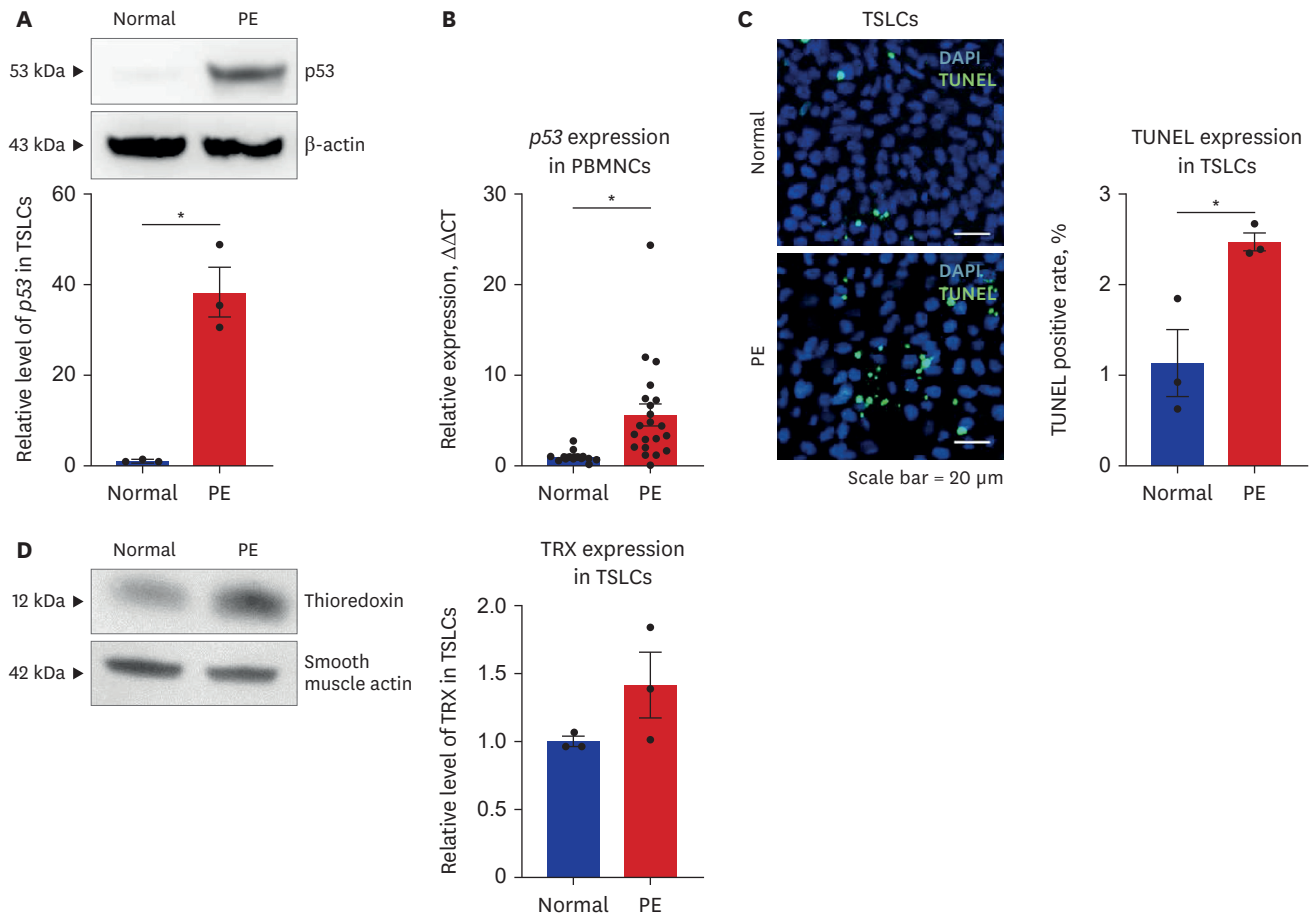 A
Normal PE
53 kDa ▶ p53
43 kDa ▶ β-actin
Relative level of p53 in TSLCs
60
40
20
0
*
Normal PE
B
p53 expression
in PBMNCs
Relative expression, ΔΔCT
30
20
10
0
*
Normal PE
C
TSLCs
Normal
DAPI
TUNEL
PE
DAPI
TUNEL
Scale bar = 20 μm
TUNEL expression
in TSLCs
TUNEL positive rate, %
3
2
1
0
*
Normal PE
D
Normal PE
12 kDa ▶ Thioredoxin
42 kDa ▶ Smooth
muscle actin
TRX expression
in TSLCs
Relative level of TRX in TSLCs
2.0
1.5
1.0
0.5
0
Normal PE